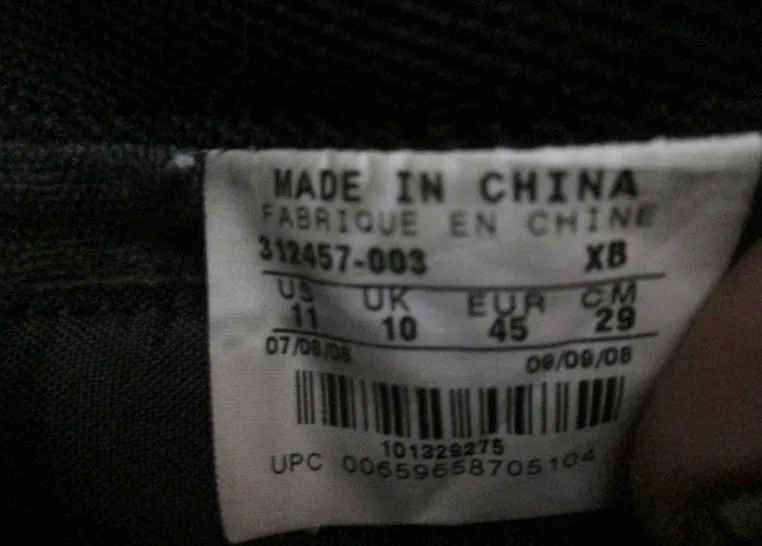 MADE IN CHINA
FABRIQUE EN CHINE
312457-003 XB
US UK EUR CM
11 10 45 29
07/08/08 09/09/08
101329275
UPC 00659658705104